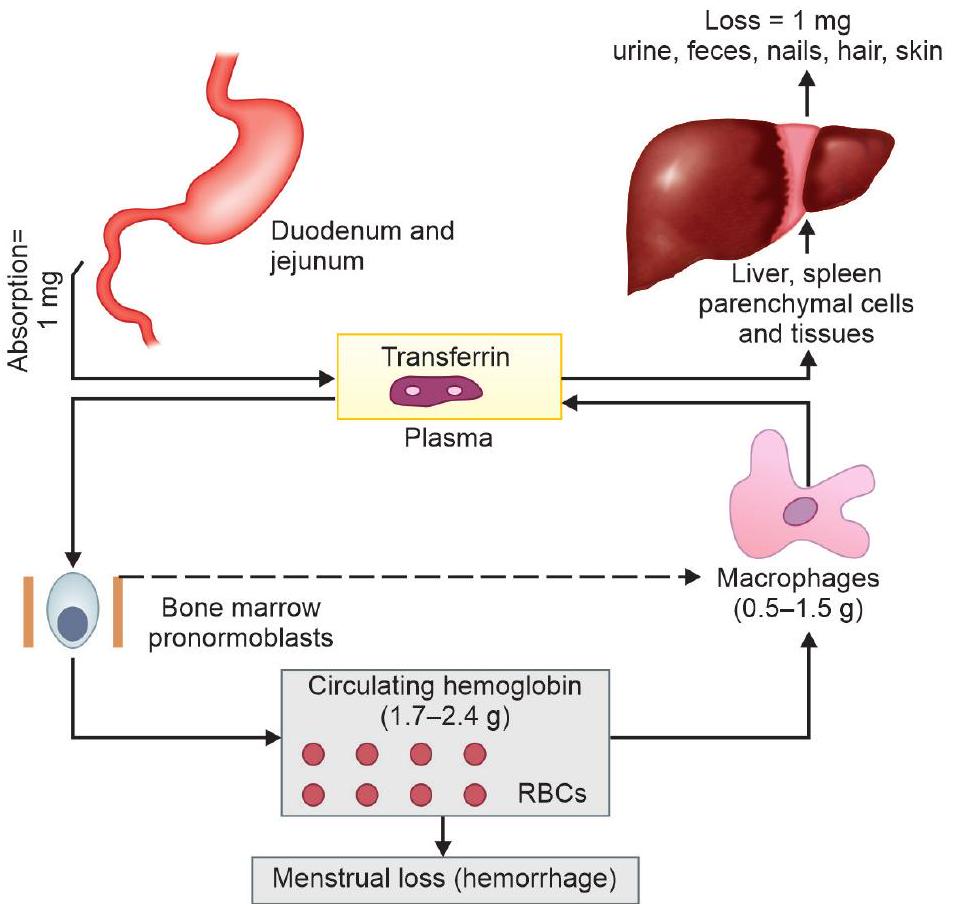 Loss = 1 mg
urine, feces, nails, hair, skin
Duodenum and
jejunum
Absorption=
1 mg
Liver, spleen
parenchymal cells
and tissues
Transferrin
Plasma
Macrophages
(0.5–1.5 g)
Bone marrow
pronormoblasts
Circulating hemoglobin
(1.7–2.4 g)
RBCs
Menstrual loss (hemorrhage)